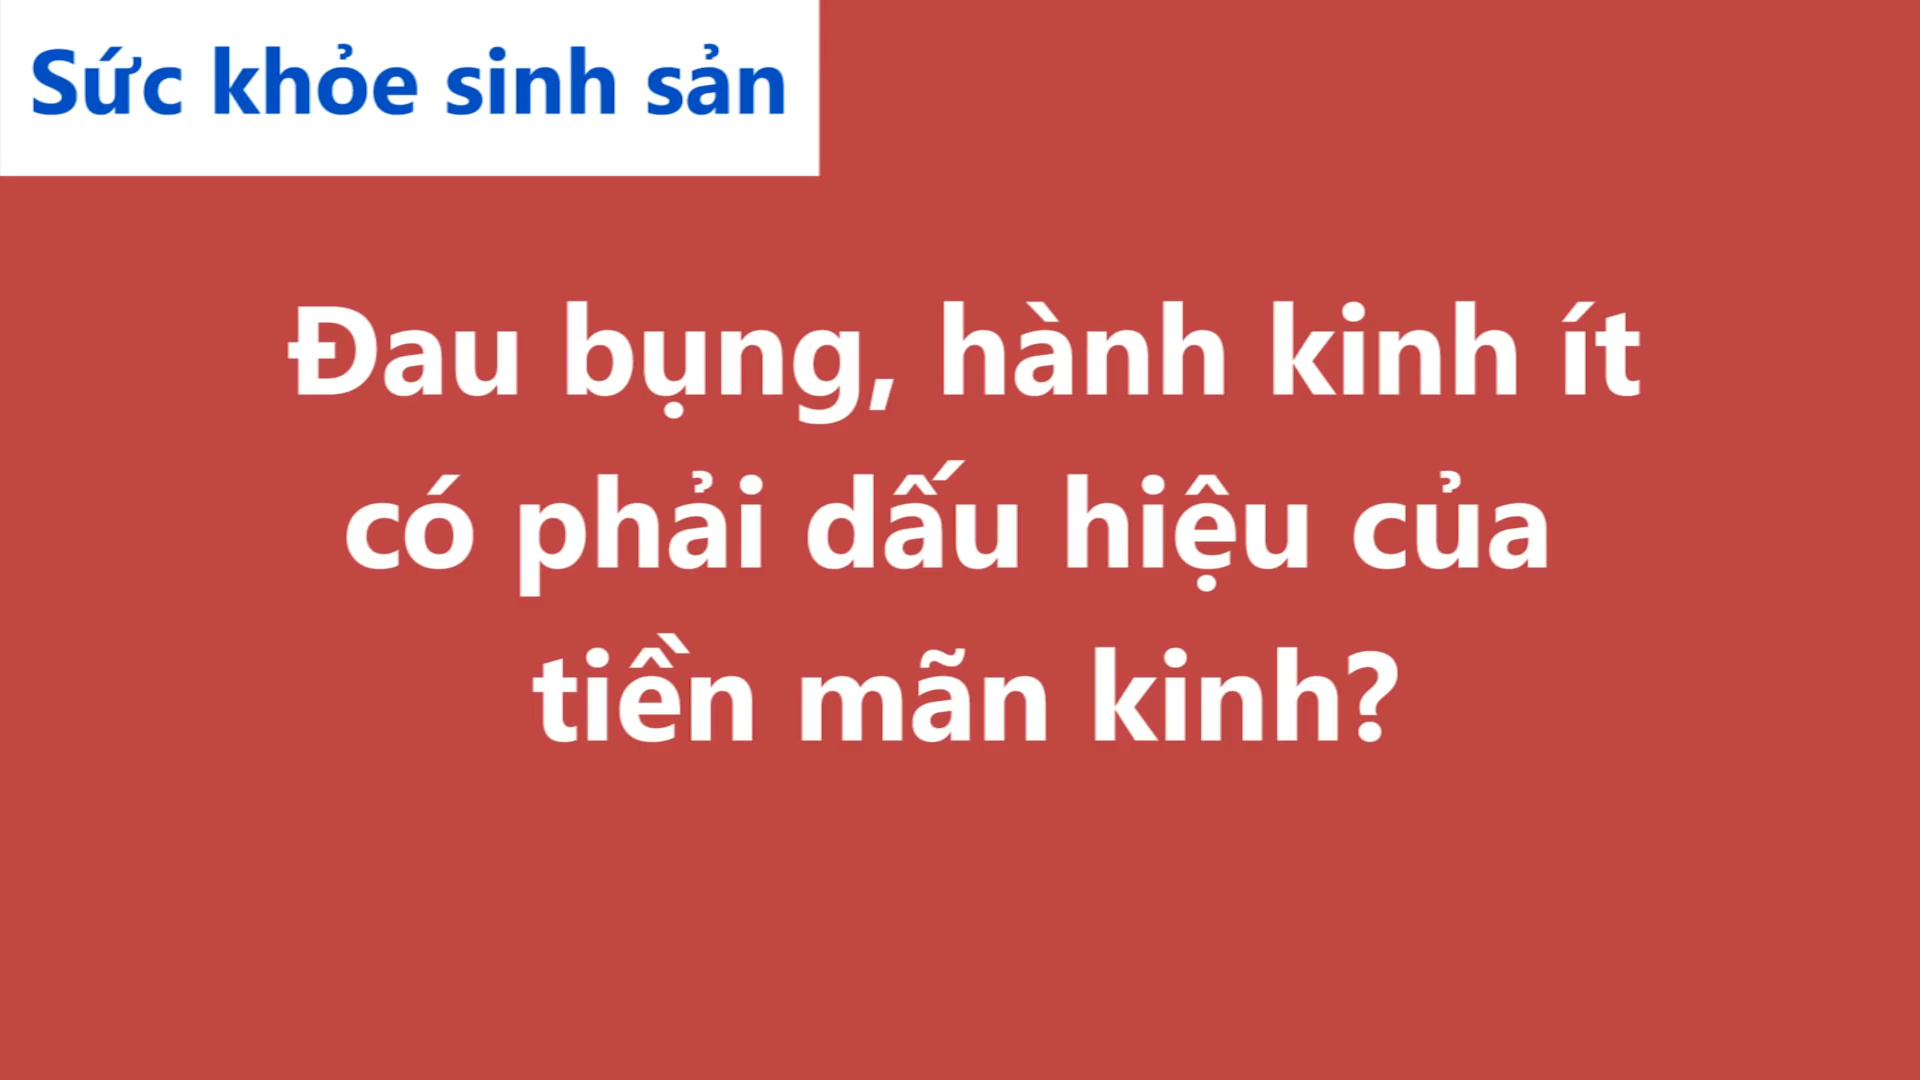 Sức khỏe sinh sản
Đau bụng, hành kinh ít
có phải dấu hiệu của
tiền mãn kinh?